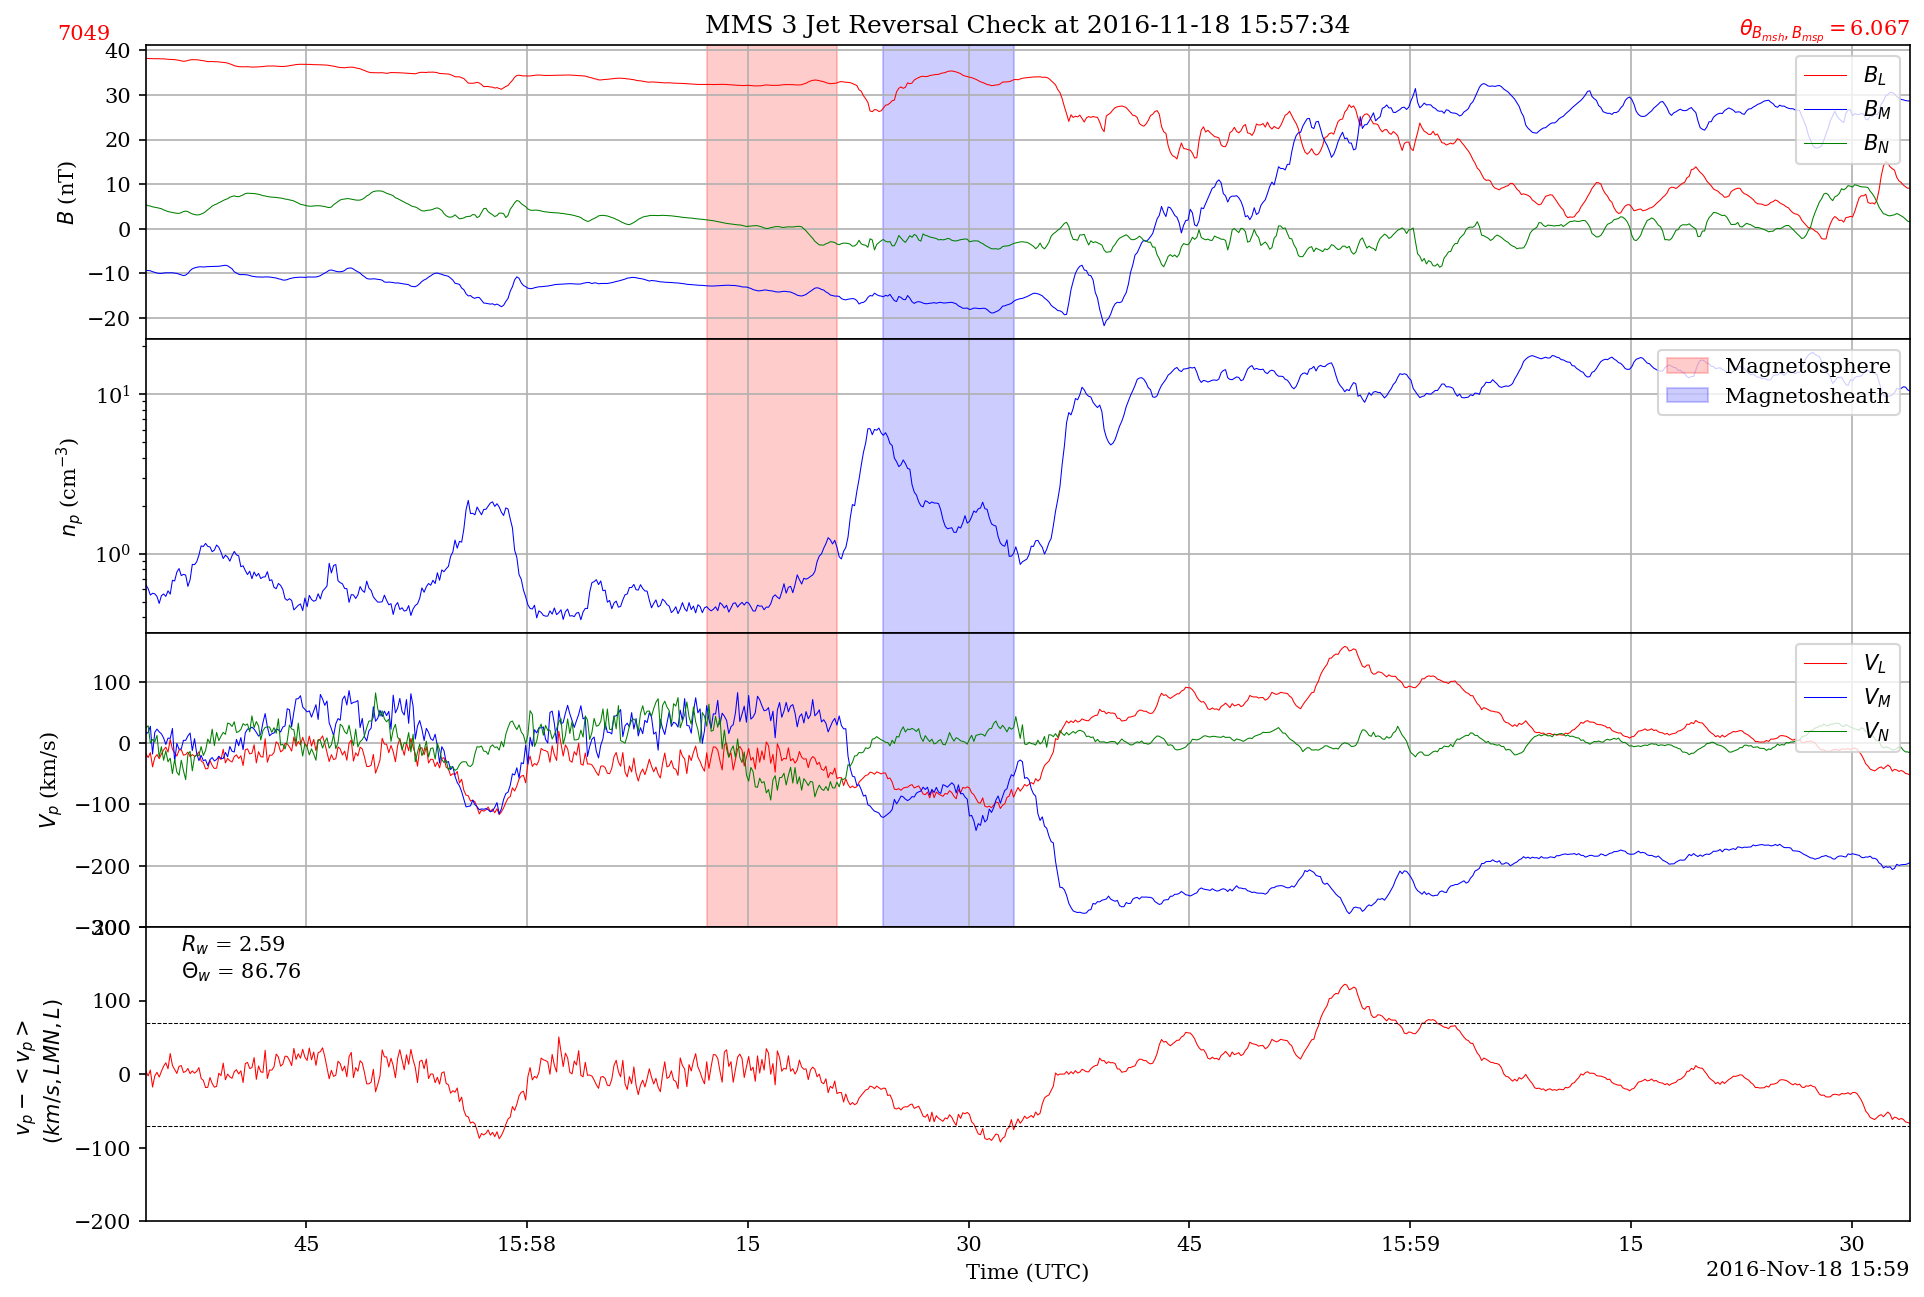 MMS 3 Jet Reversal Check at 2016-11-18 15:57:34
7049
θ_{B_{msh}, B_{msp}} = 6.067
40
30
20
10
0
−10
−20
B (nT)
B_L
B_M
B_N
10^1
10^0
n_p (cm^{−3})
Magnetosphere
Magnetosheath
100
0
−100
−200
−300
V_p (km/s)
V_L
V_M
V_N
200
100
0
−100
−200
v_p − < v_p >
(km/s, LMN, L)
R_w = 2.59
Θ_w = 86.76
45
15:58
15
30
45
15:59
15
30
Time (UTC)
2016-Nov-18 15:59